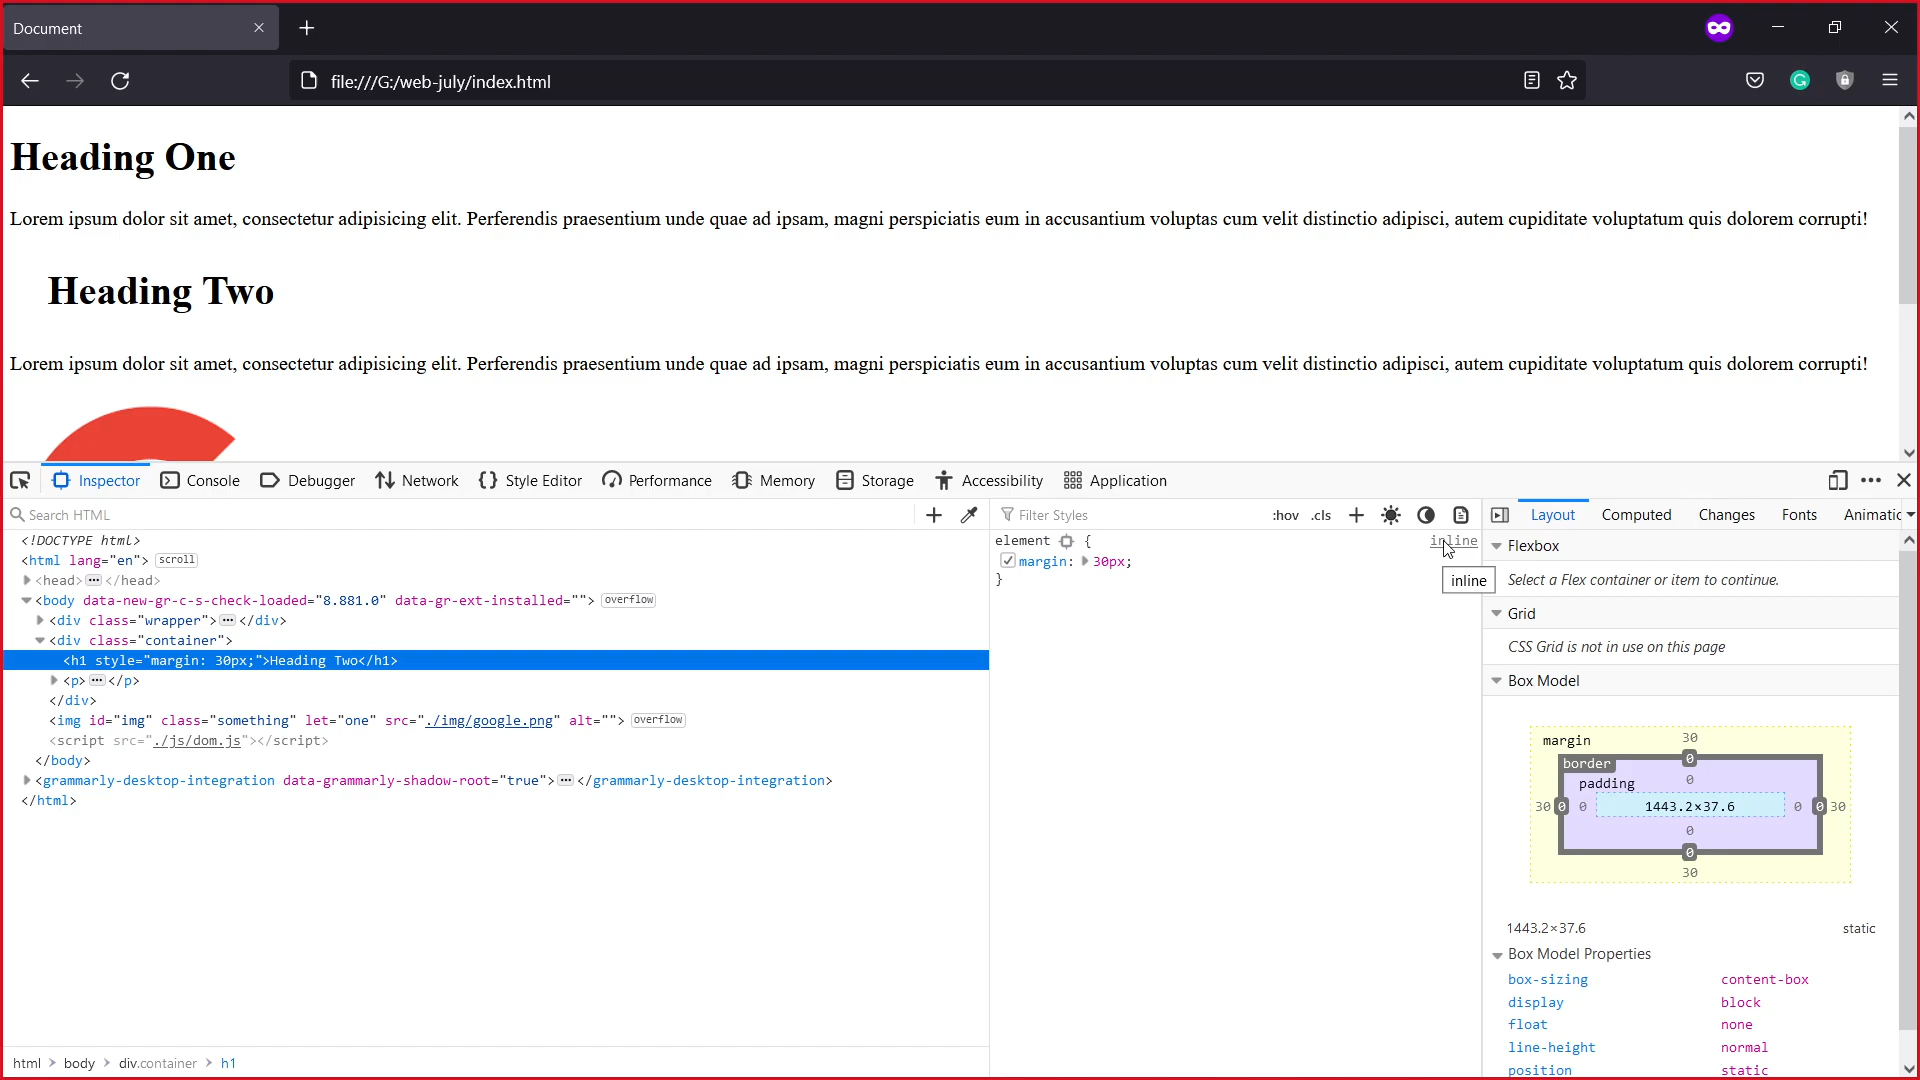 Document
file:///G:/web-july/index.html
Heading One
Lorem ipsum dolor sit amet, consectetur adipisicing elit. Perferendis praesentium unde quae ad ipsam, magni perspiciatis eum in accusantium voluptas cum velit distinctio adipisci, autem cupiditate voluptatum quis dolorem corrupti!
Heading Two
Lorem ipsum dolor sit amet, consectetur adipisicing elit. Perferendis praesentium unde quae ad ipsam, magni perspiciatis eum in accusantium voluptas cum velit distinctio adipisci, autem cupiditate voluptatum quis dolorem corrupti!
Inspector Console Debugger Network Style Editor Performance Memory Storage Accessibility Application
Search HTML
<!DOCTYPE html>
<html lang="en"> scroll
<head> ••• </head>
<body data-new-gr-c-s-check-loaded="8.881.0" data-gr-ext-installed=""> overflow
<div class="wrapper"> ••• </div>
<div class="container">
<h1 style="margin: 30px;">Heading Two</h1>
<p> ••• </p>
</div>
<img id="img" class="something" let="one" src="./img/google.png" alt=""> overflow
<script src="./js/dom.js"></script>
</body>
<grammarly-desktop-integration data-grammarly-shadow-root="true"> ••• </grammarly-desktop-integration>
</html>
html > body > div.container > h1
Filter Styles :hov .cls
element { inline
margin: 30px;
}
inline
Layout Computed Changes Fonts Animatic
Flexbox
Select a Flex container or item to continue.
Grid
CSS Grid is not in use on this page
Box Model
margin 30
border 0
padding 0
30 0 0 1443.2×37.6 0 0 30
0
0
30
1443.2×37.6 static
Box Model Properties
box-sizing content-box
display block
float none
line-height normal
position static